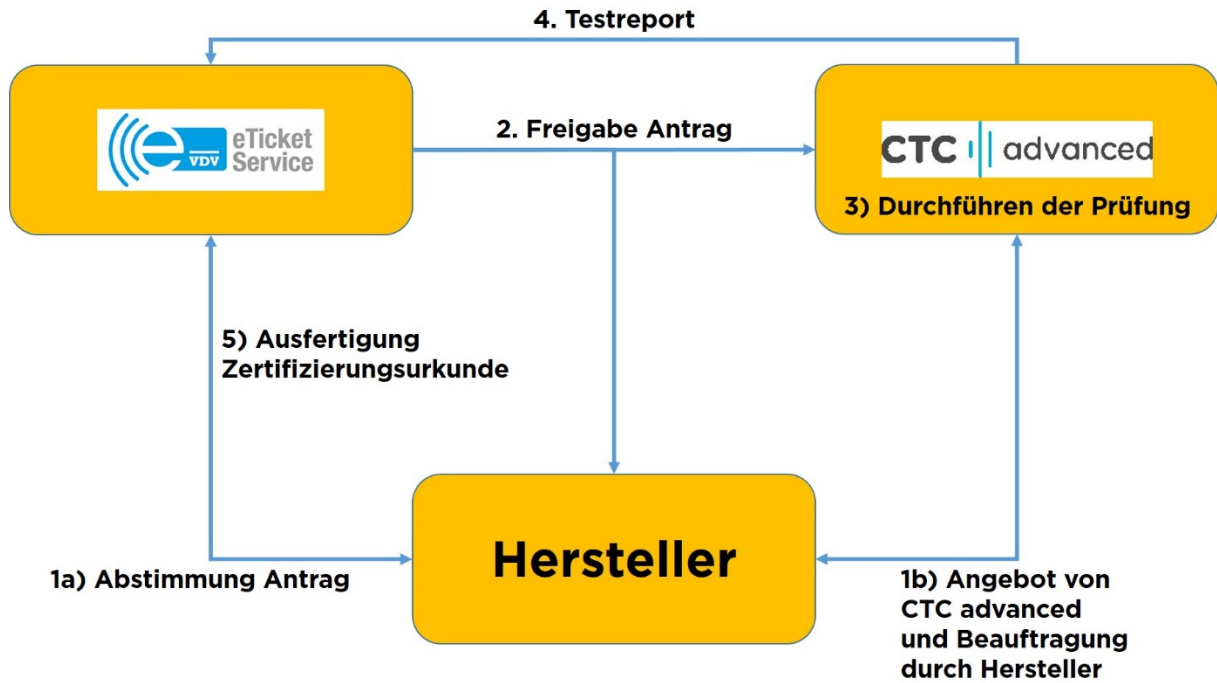 4. Testreport
eTicket
Service
VDV
2. Freigabe Antrag
CTC advanced
3) Durchführen der Prüfung
5) Ausfertigung
Zertifizierungsurkunde
Hersteller
1a) Abstimmung Antrag
1b) Angebot von
CTC advanced
und Beauftragung
durch Hersteller